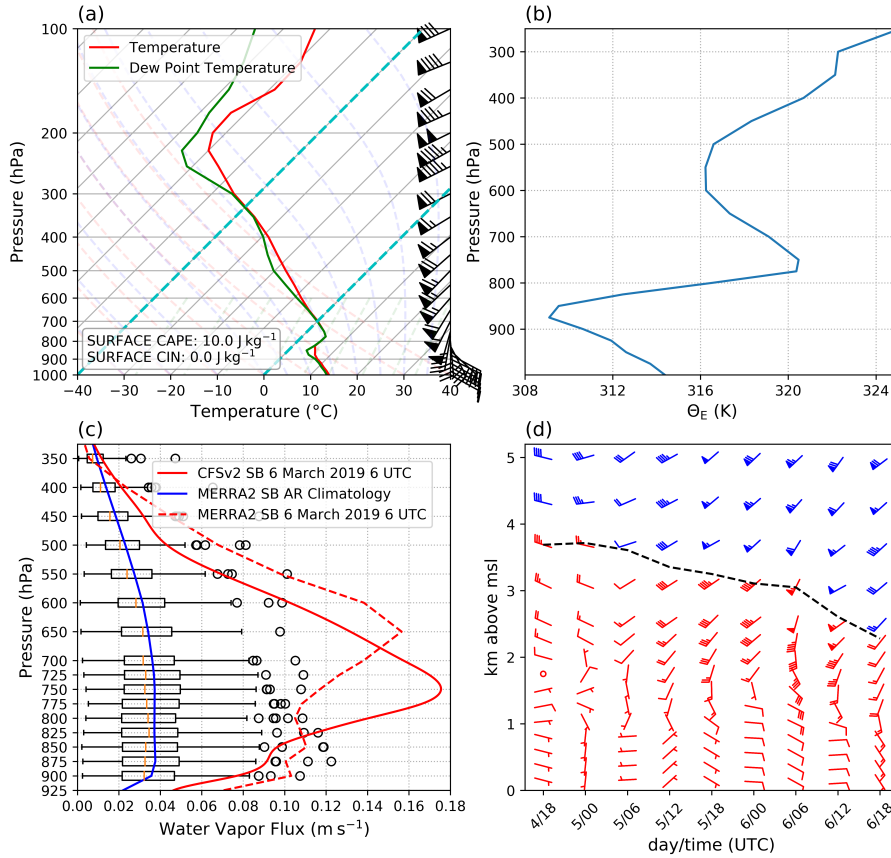 (a)
Temperature
Dew Point Temperature
SURFACE CAPE: 10.0 J kg⁻¹
SURFACE CIN: 0.0 J kg⁻¹
100
200
300
400
500
600
700
800
900
1000
Pressure (hPa)
−40 −30 −20 −10 0 10 20 30 40
Temperature (°C)
(b)
300
400
500
600
700
800
900
Pressure (hPa)
308 312 316 320 324
Θ_E (K)
(c)
CFSv2 SB 6 March 2019 6 UTC
MERRA2 SB AR Climatology
MERRA2 SB 6 March 2019 6 UTC
350
400
450
500
550
600
650
700
725
750
775
800
825
850
875
900
925
Pressure (hPa)
0.00 0.02 0.04 0.06 0.08 0.10 0.12 0.14 0.16 0.18
Water Vapor Flux (m s⁻¹)
(d)
5
4
3
2
1
0
km above msl
4/18 5/00 5/06 5/12 5/18 6/00 6/06 6/12 6/18
day/time (UTC)